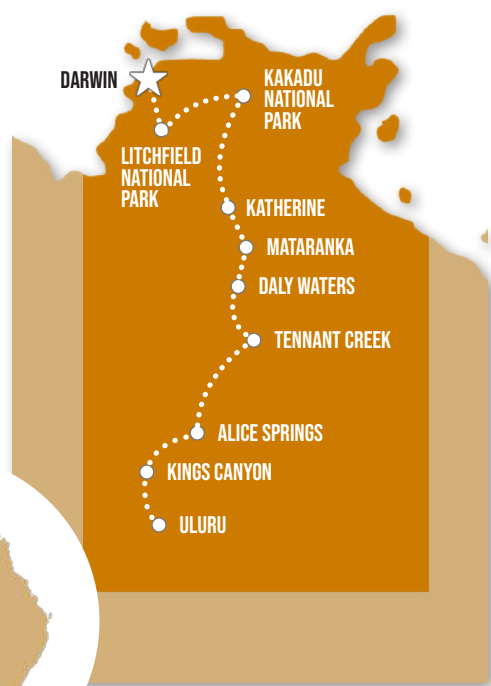 DARWIN
KAKADU
NATIONAL
PARK
LITCHFIELD
NATIONAL
PARK
KATHERINE
MATARANKA
DALY WATERS
TENNANT CREEK
ALICE SPRINGS
KINGS CANYON
ULURU